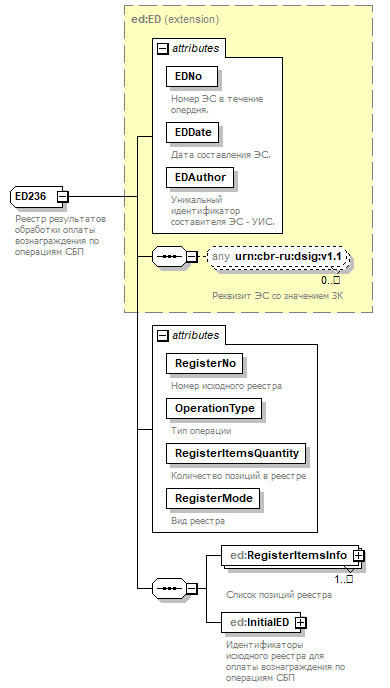 ed:ED (extension)
attributes
EDNo
Номер ЭС в течение
опердня.
EDDate
Дата составления ЭС.
EDAuthor
Уникальный
идентификатор
составителя ЭС - УИС.
ED236
Реестр результатов
обработки оплаты
вознаграждения по
операциям СБП
any urn:cbr-ru:dsig:v1.1
0..□
Реквизит ЭС со значением ЗК
attributes
RegisterNo
Номер исходного реестра
OperationType
Тип операции
RegisterItemsQuantity
Количество позиций в реестре
RegisterMode
Вид реестра
ed:RegisterItemsInfo
1..□
Список позиций реестра
ed:InitialED
Идентификаторы
исходного реестра для
оплаты вознаграждения по
операциям СБП